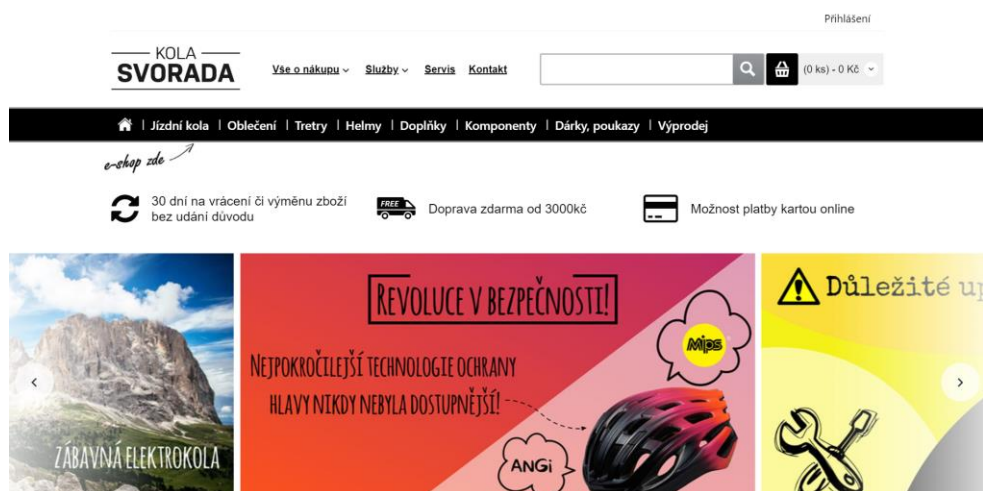 Přihlášení
KOLA
SVORADA
Vše o nákupu
Služby
Servis
Kontakt
(0 ks) - 0 Kč
Jízdní kola | Oblečení | Tretry | Helmy | Doplňky | Komponenty | Dárky, poukazy | Výprodej
e-shop zde
30 dní na vrácení či výměnu zboží
bez udání důvodu
FREE
Doprava zdarma od 3000kč
Možnost platby kartou online
ZÁBAVNÁ ELEKTROKOLA
REVOLUCE V BEZPEČNOSTI!
NEJPOKROČILEJŠÍ TECHNOLOGIE OCHRANY
HLAVY NIKDY NEBYLA DOSTUPNĚJŠÍ!
Mips
ANGi
Důležité